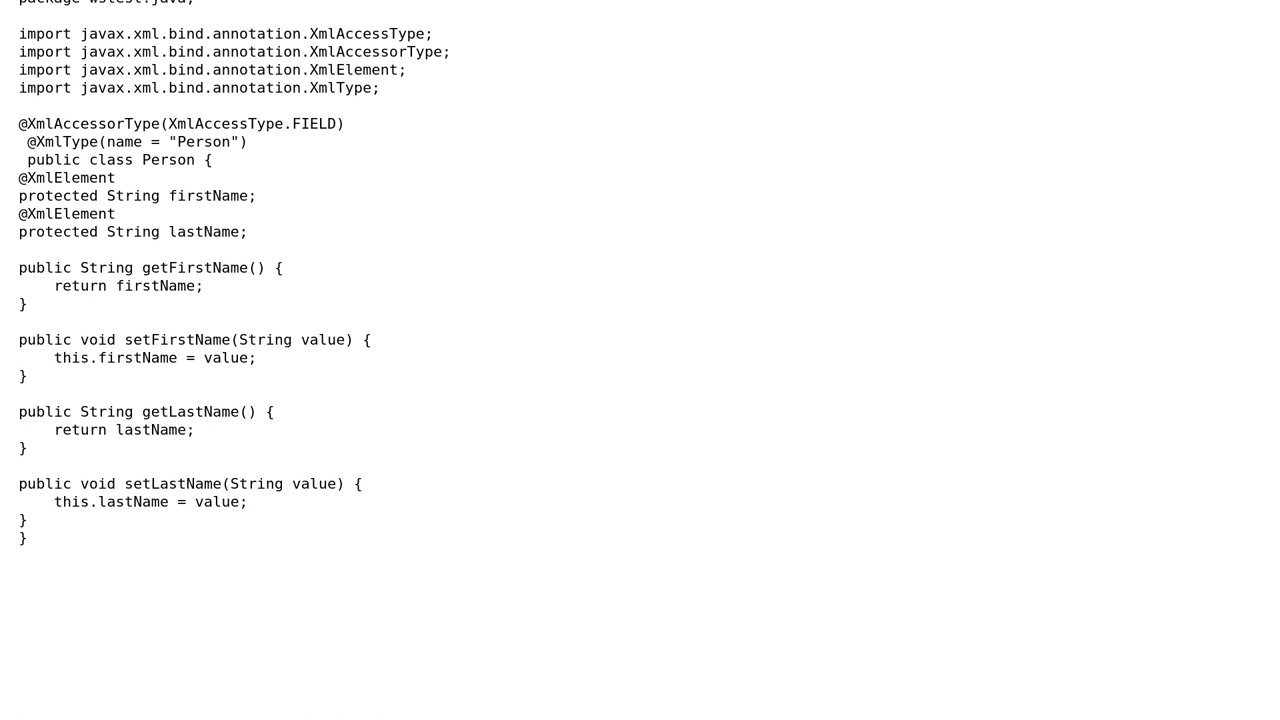 package wstest.java;

import javax.xml.bind.annotation.XmlAccessType;
import javax.xml.bind.annotation.XmlAccessorType;
import javax.xml.bind.annotation.XmlElement;
import javax.xml.bind.annotation.XmlType;

@XmlAccessorType(XmlAccessType.FIELD)
 @XmlType(name = "Person")
 public class Person {
@XmlElement
protected String firstName;
@XmlElement
protected String lastName;

public String getFirstName() {
    return firstName;
}

public void setFirstName(String value) {
    this.firstName = value;
}

public String getLastName() {
    return lastName;
}

public void setLastName(String value) {
    this.lastName = value;
}
}